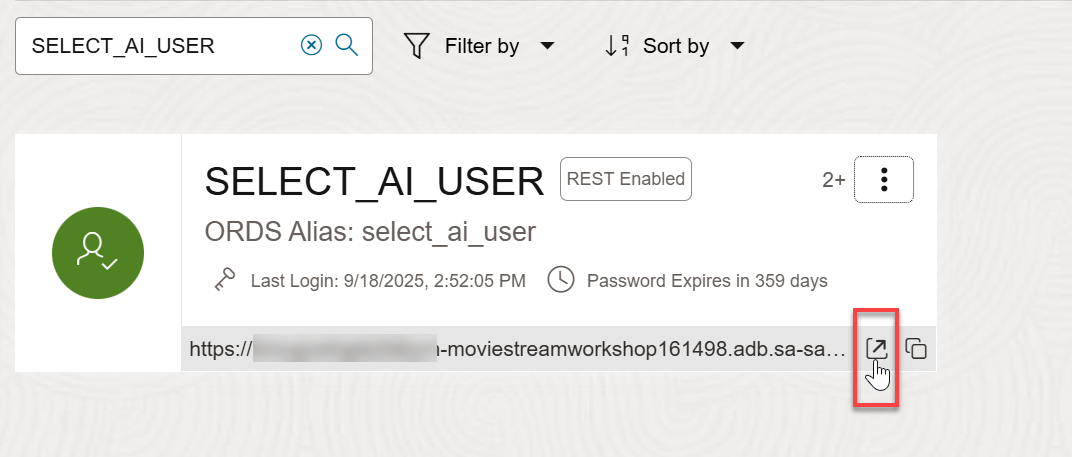 SELECT_AI_USER Filter by Sort by
SELECT_AI_USER REST Enabled 2+
ORDS Alias: select_ai_user
Last Login: 9/18/2025, 2:52:05 PM Password Expires in 359 days
https:// -moviestreamworkshop161498.adb.sa-sa…